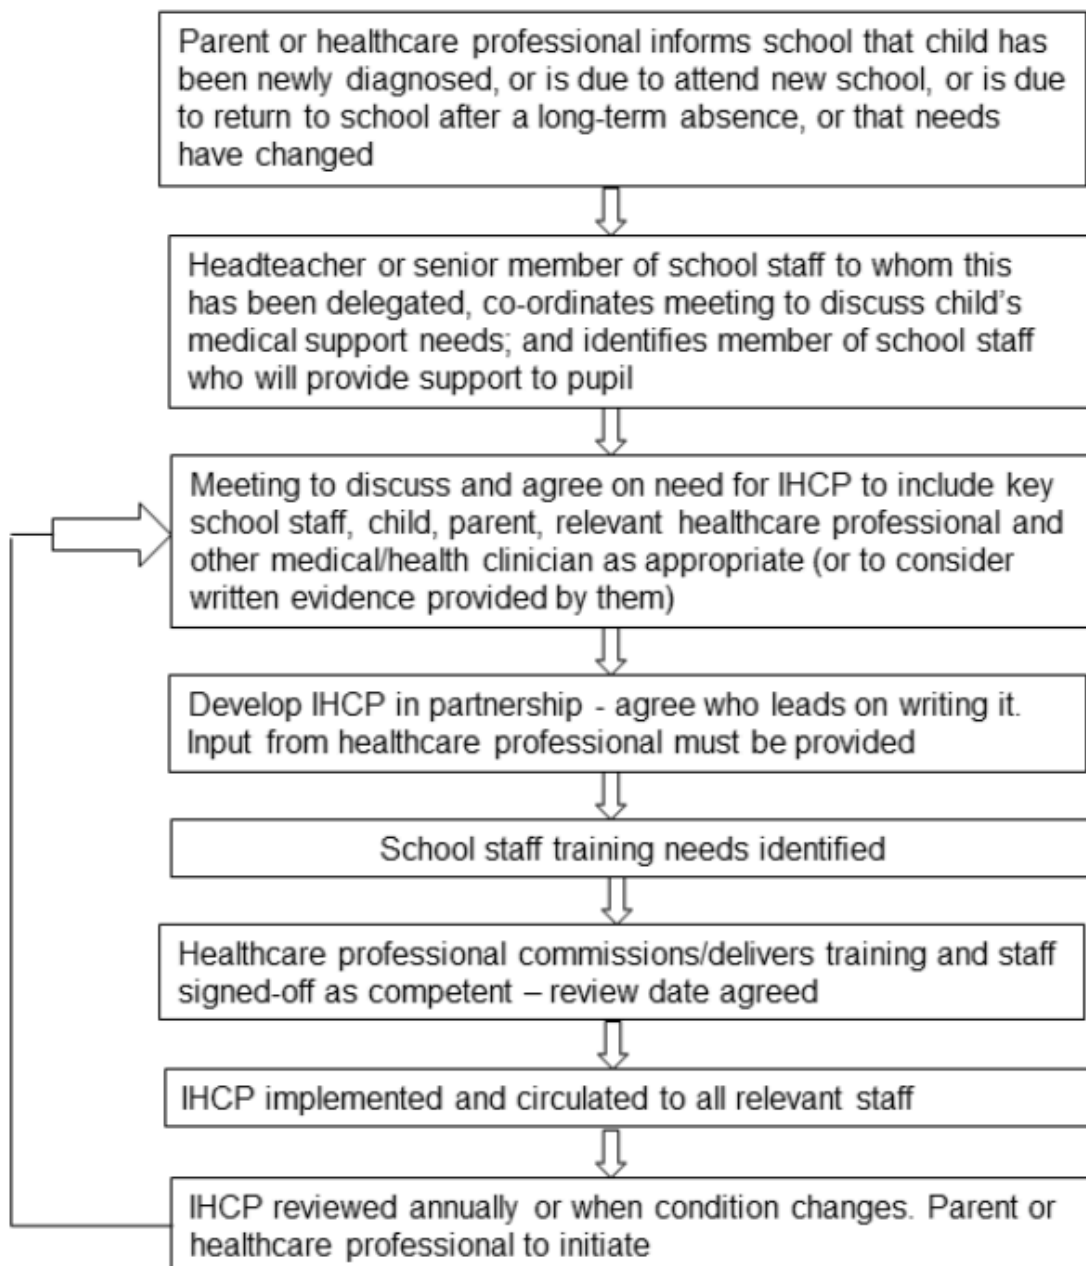 Parent or healthcare professional informs school that child has
been newly diagnosed, or is due to attend new school, or is due
to return to school after a long-term absence, or that needs
have changed
Headteacher or senior member of school staff to whom this
has been delegated, co-ordinates meeting to discuss child's
medical support needs; and identifies member of school staff
who will provide support to pupil
Meeting to discuss and agree on need for IHCP to include key
school staff, child, parent, relevant healthcare professional and
other medical/health clinician as appropriate (or to consider
written evidence provided by them)
Develop IHCP in partnership - agree who leads on writing it.
Input from healthcare professional must be provided
School staff training needs identified
Healthcare professional commissions/delivers training and staff
signed-off as competent – review date agreed
IHCP implemented and circulated to all relevant staff
IHCP reviewed annually or when condition changes. Parent or
healthcare professional to initiate